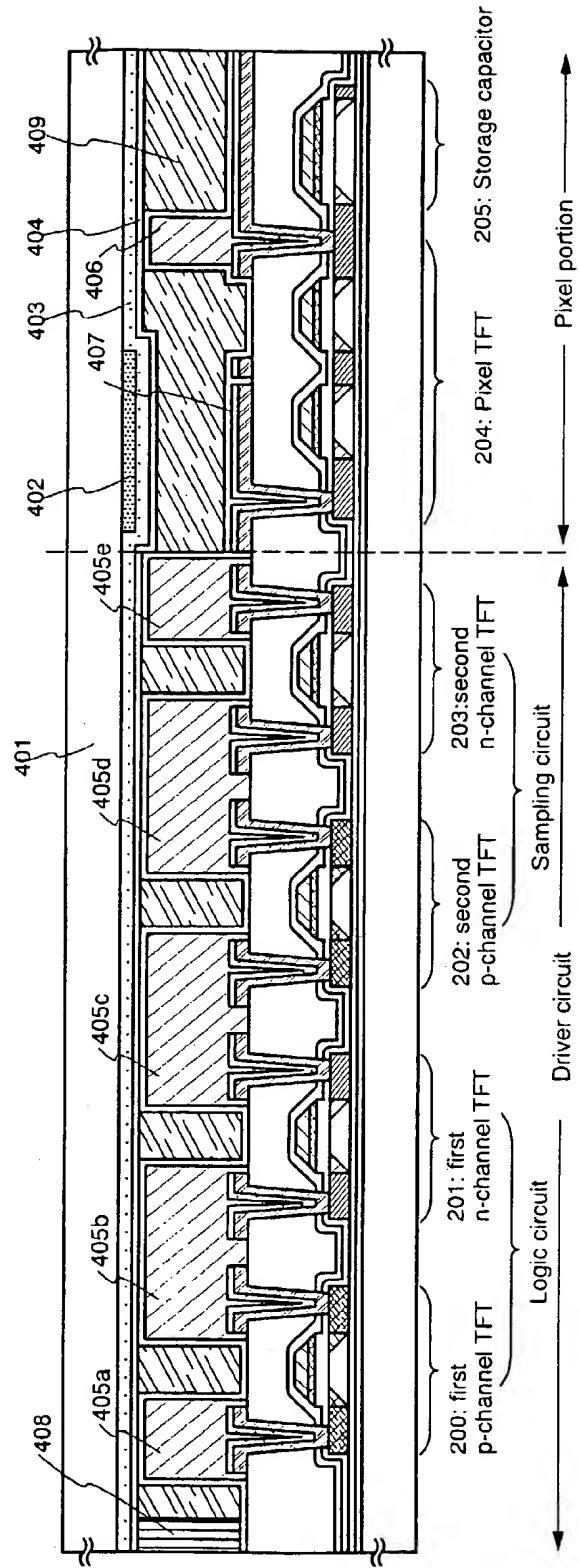 401
402
403
404
406
407
409
405e
405d
405c
405b
405a
408
200: first
p-channel TFT
201: first
n-channel TFT
202: second
p-channel TFT
203:second
n-channel TFT
204: Pixel TFT
205: Storage capacitor
Logic circuit
Sampling circuit
Driver circuit
Pixel portion